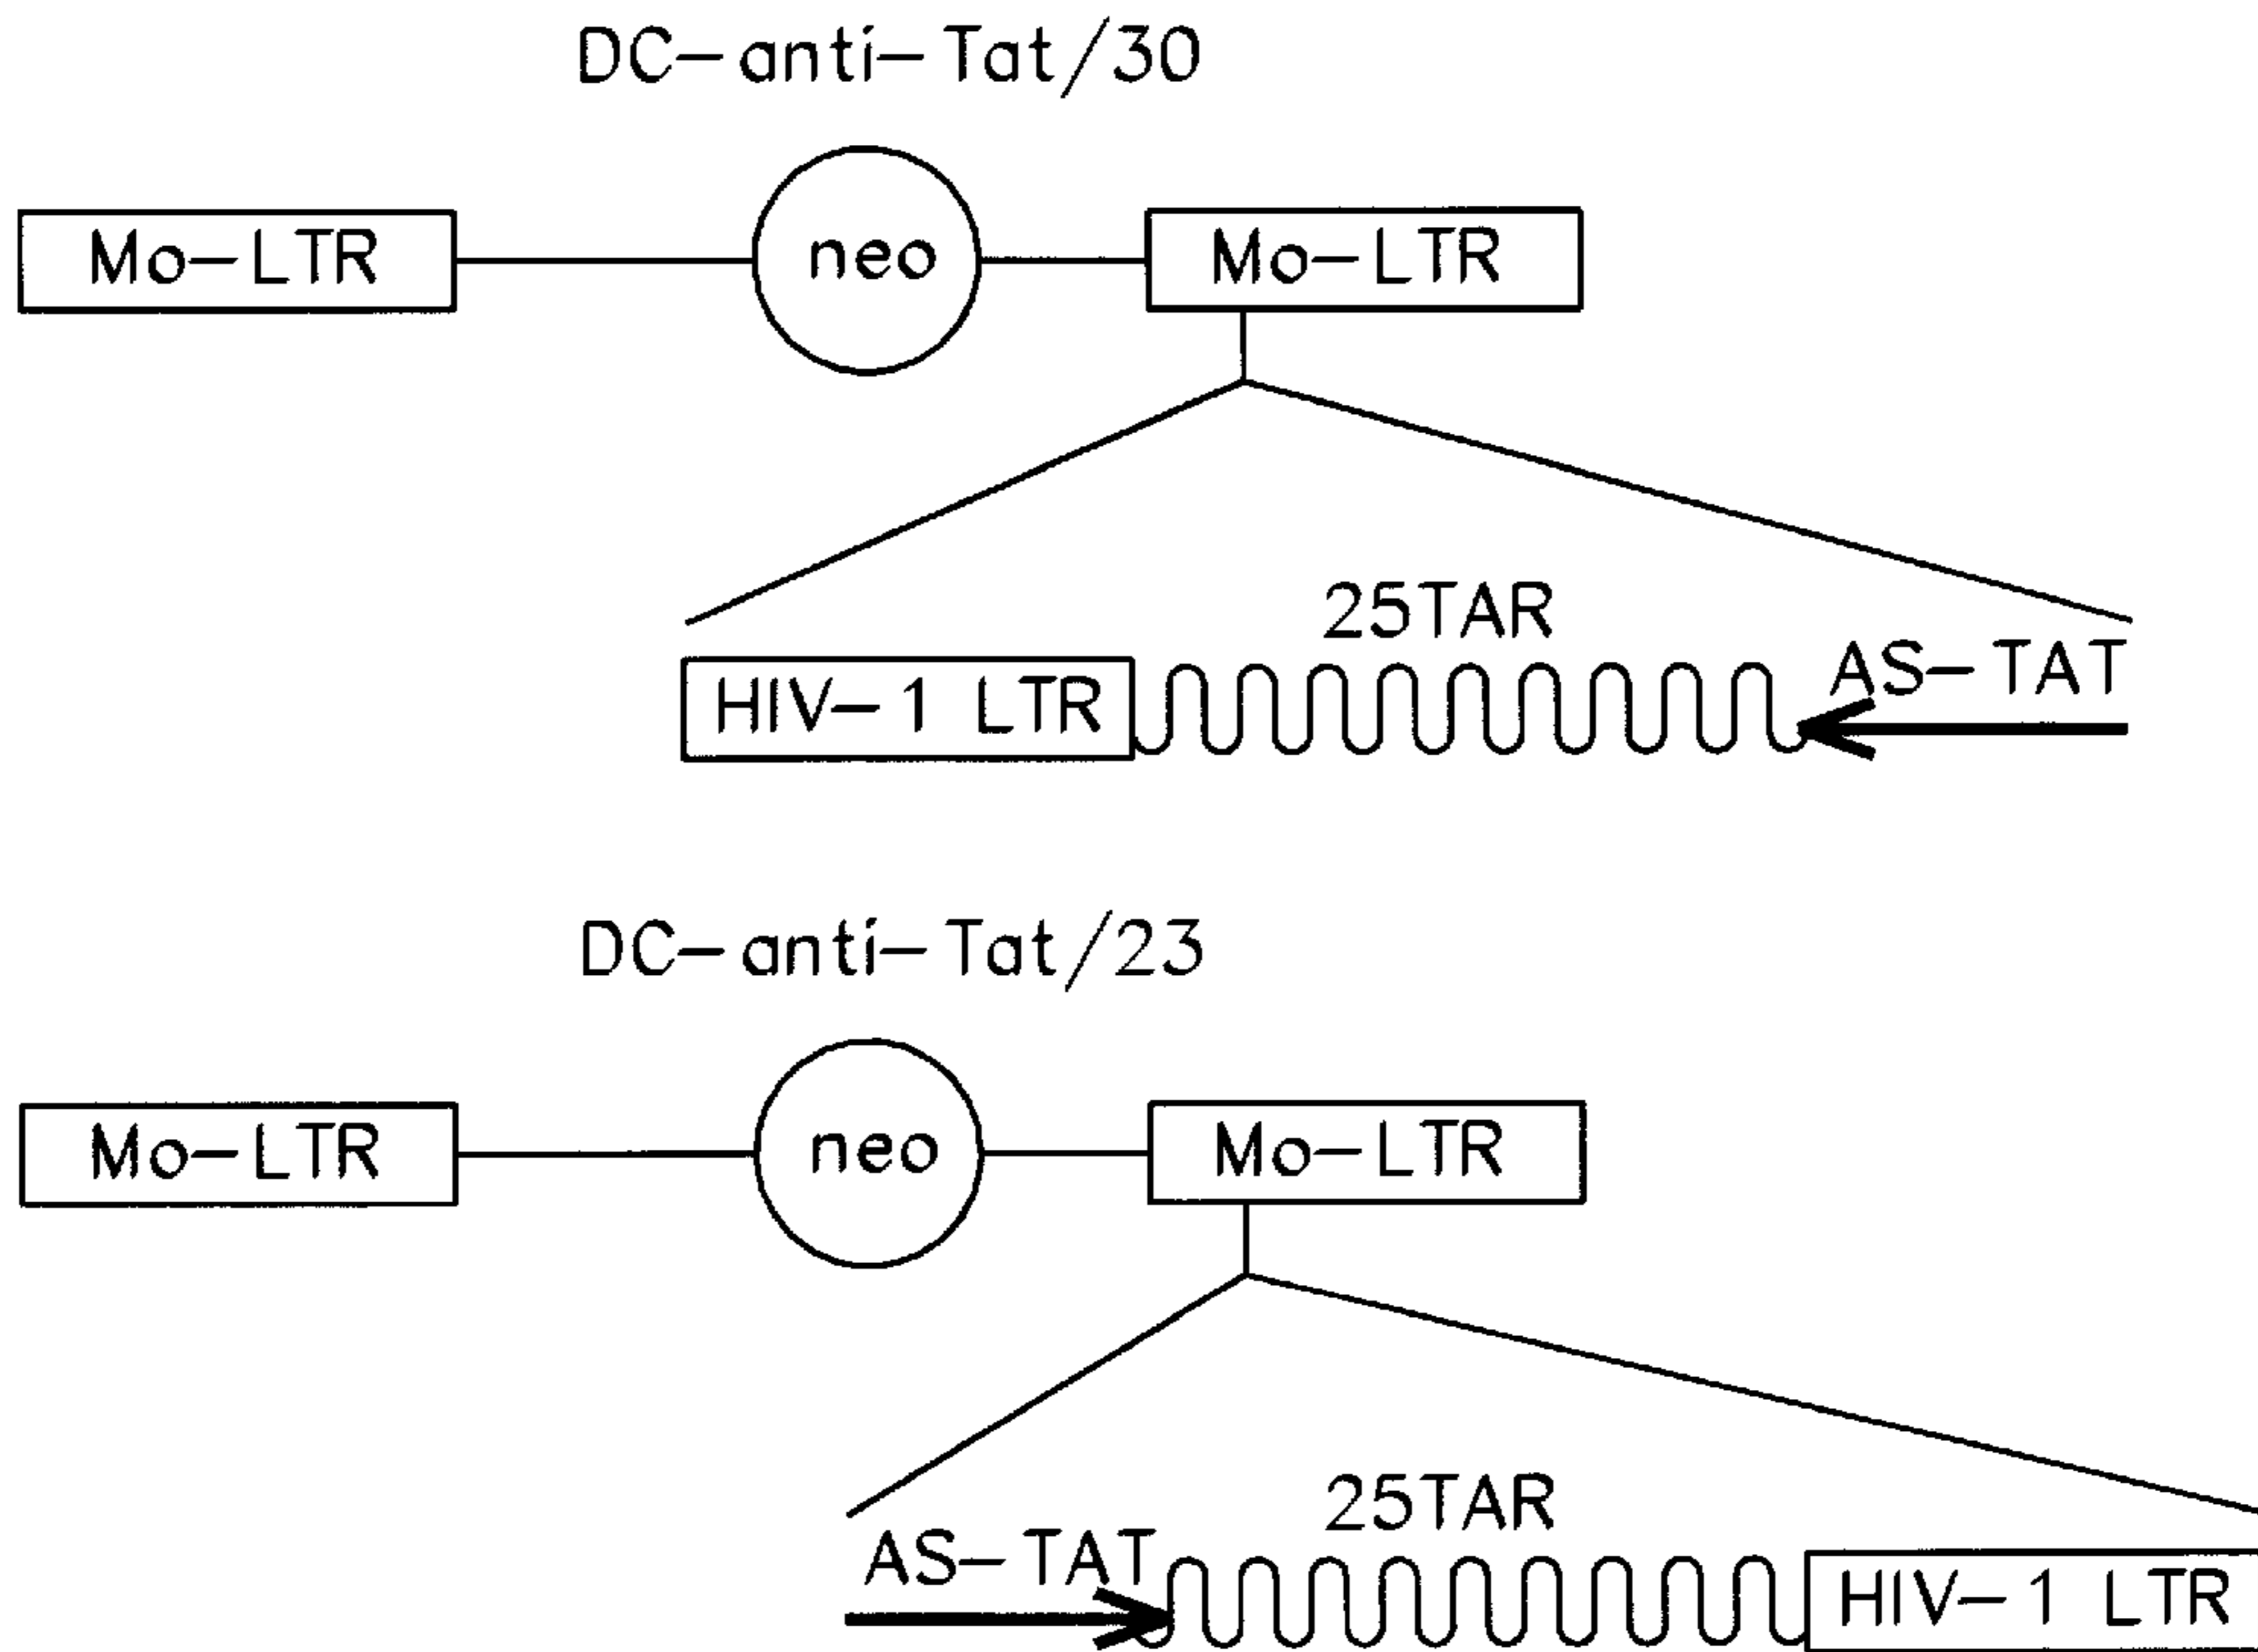 DC-anti-Tat/30
Mo-LTR neo Mo-LTR
25TAR
HIV-1 LTR AS-TAT
DC-anti-Tat/23
Mo-LTR neo Mo-LTR
25TAR
AS-TAT HIV-1 LTR